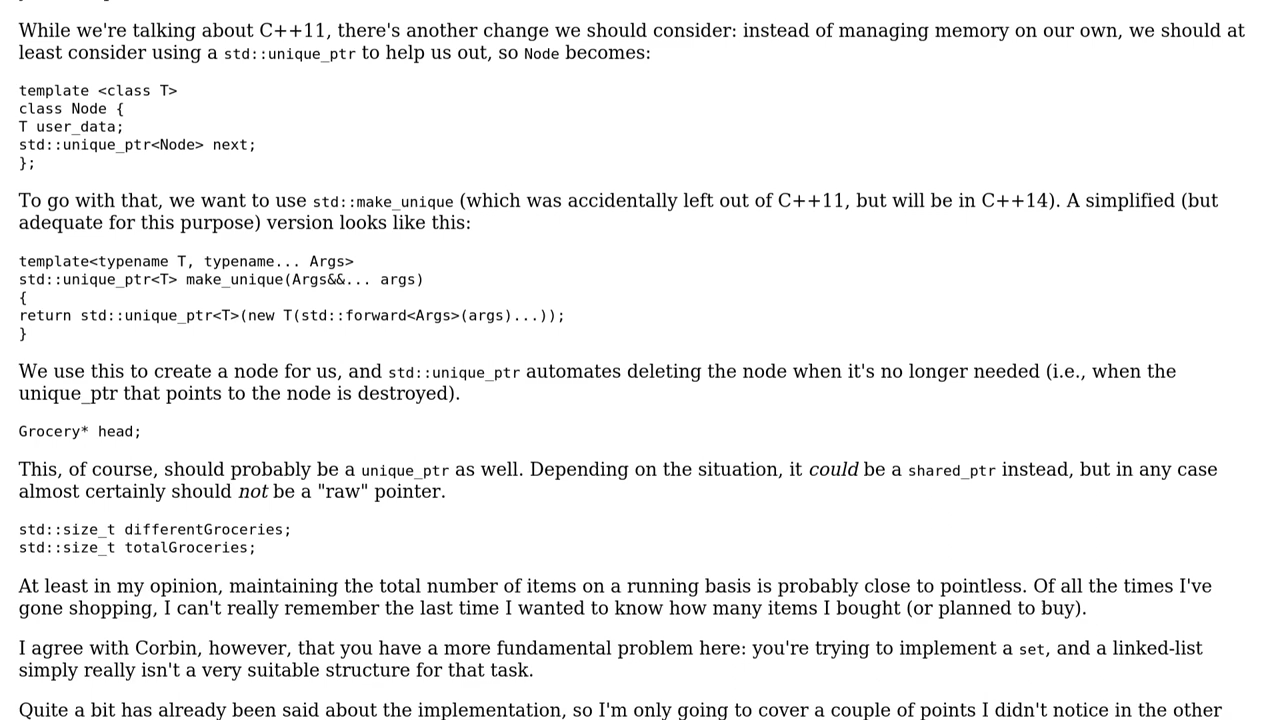 While we're talking about C++11, there's another change we should consider: instead of managing memory on our own, we should at
least consider using a std::unique_ptr to help us out, so Node becomes:
template <class T>
class Node {
T user_data;
std::unique_ptr<Node> next;
};
To go with that, we want to use std::make_unique (which was accidentally left out of C++11, but will be in C++14). A simplified (but
adequate for this purpose) version looks like this:
template<typename T, typename... Args>
std::unique_ptr<T> make_unique(Args&&... args)
{
return std::unique_ptr<T>(new T(std::forward<Args>(args)...));
}
We use this to create a node for us, and std::unique_ptr automates deleting the node when it's no longer needed (i.e., when the
unique_ptr that points to the node is destroyed).
Grocery* head;
This, of course, should probably be a unique_ptr as well. Depending on the situation, it could be a shared_ptr instead, but in any case
almost certainly should not be a "raw" pointer.
std::size_t differentGroceries;
std::size_t totalGroceries;
At least in my opinion, maintaining the total number of items on a running basis is probably close to pointless. Of all the times I've
gone shopping, I can't really remember the last time I wanted to know how many items I bought (or planned to buy).
I agree with Corbin, however, that you have a more fundamental problem here: you're trying to implement a set, and a linked-list
simply really isn't a very suitable structure for that task.
Quite a bit has already been said about the implementation, so I'm only going to cover a couple of points I didn't notice in the other